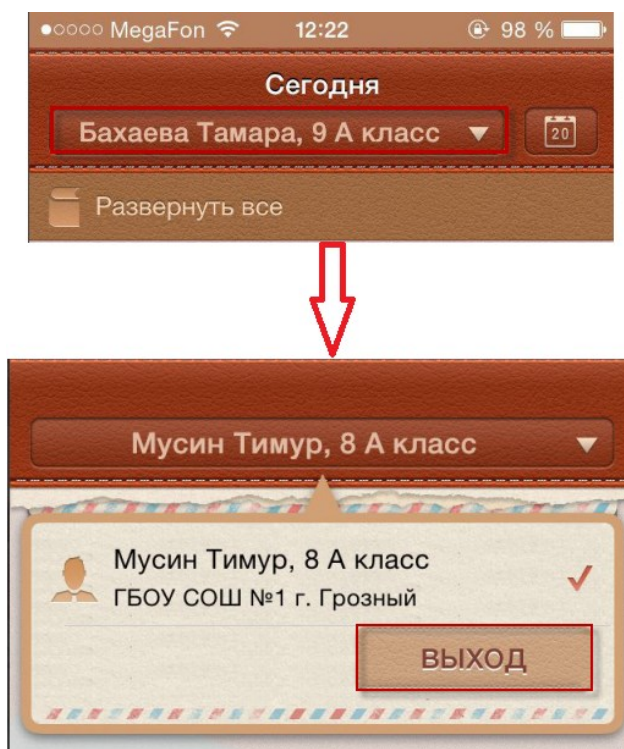 MegaFon 12:22 98 %
Сегодня
Бахаева Тамара, 9 А класс
20
Развернуть все
Мусин Тимур, 8 А класс
Мусин Тимур, 8 А класс
ГБОУ СОШ №1 г. Грозный
ВЫХОД